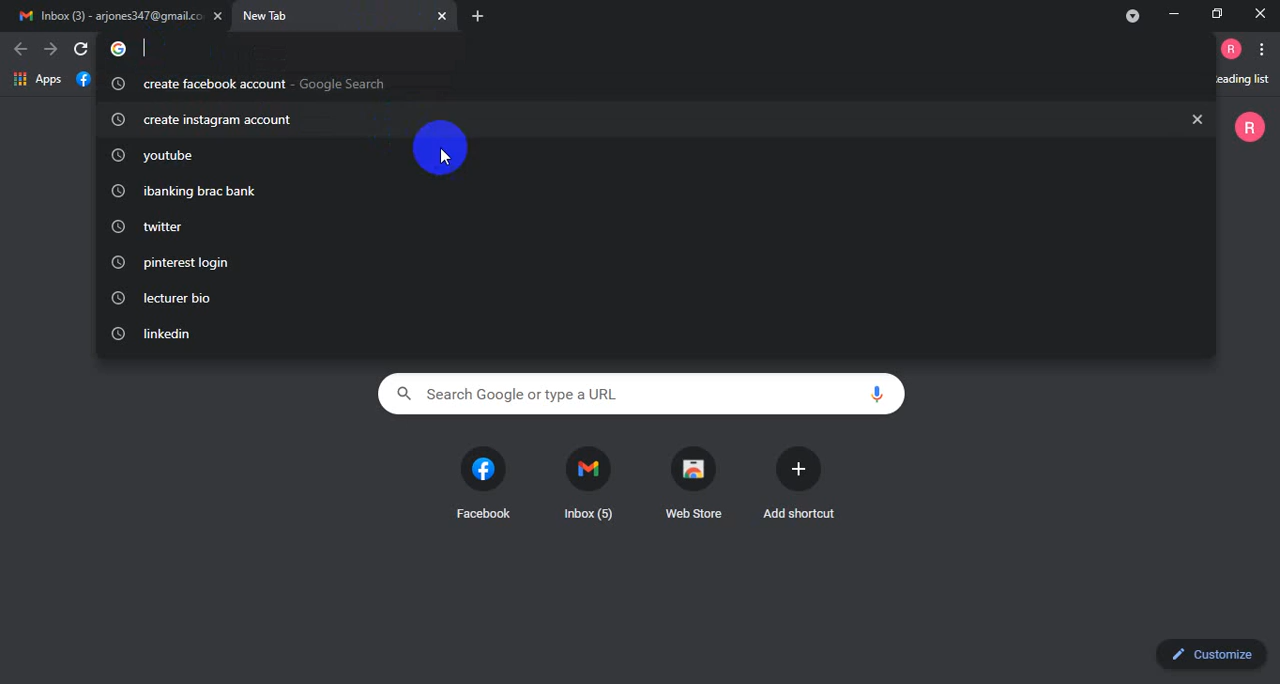 Inbox (3) - arjones347@gmail.co
New Tab
R
Apps
eading list
create facebook account - Google Search
create instagram account
R
youtube
ibanking brac bank
twitter
pinterest login
lecturer bio
linkedin
Search Google or type a URL
Facebook
Inbox (5)
Web Store
Add shortcut
Customize